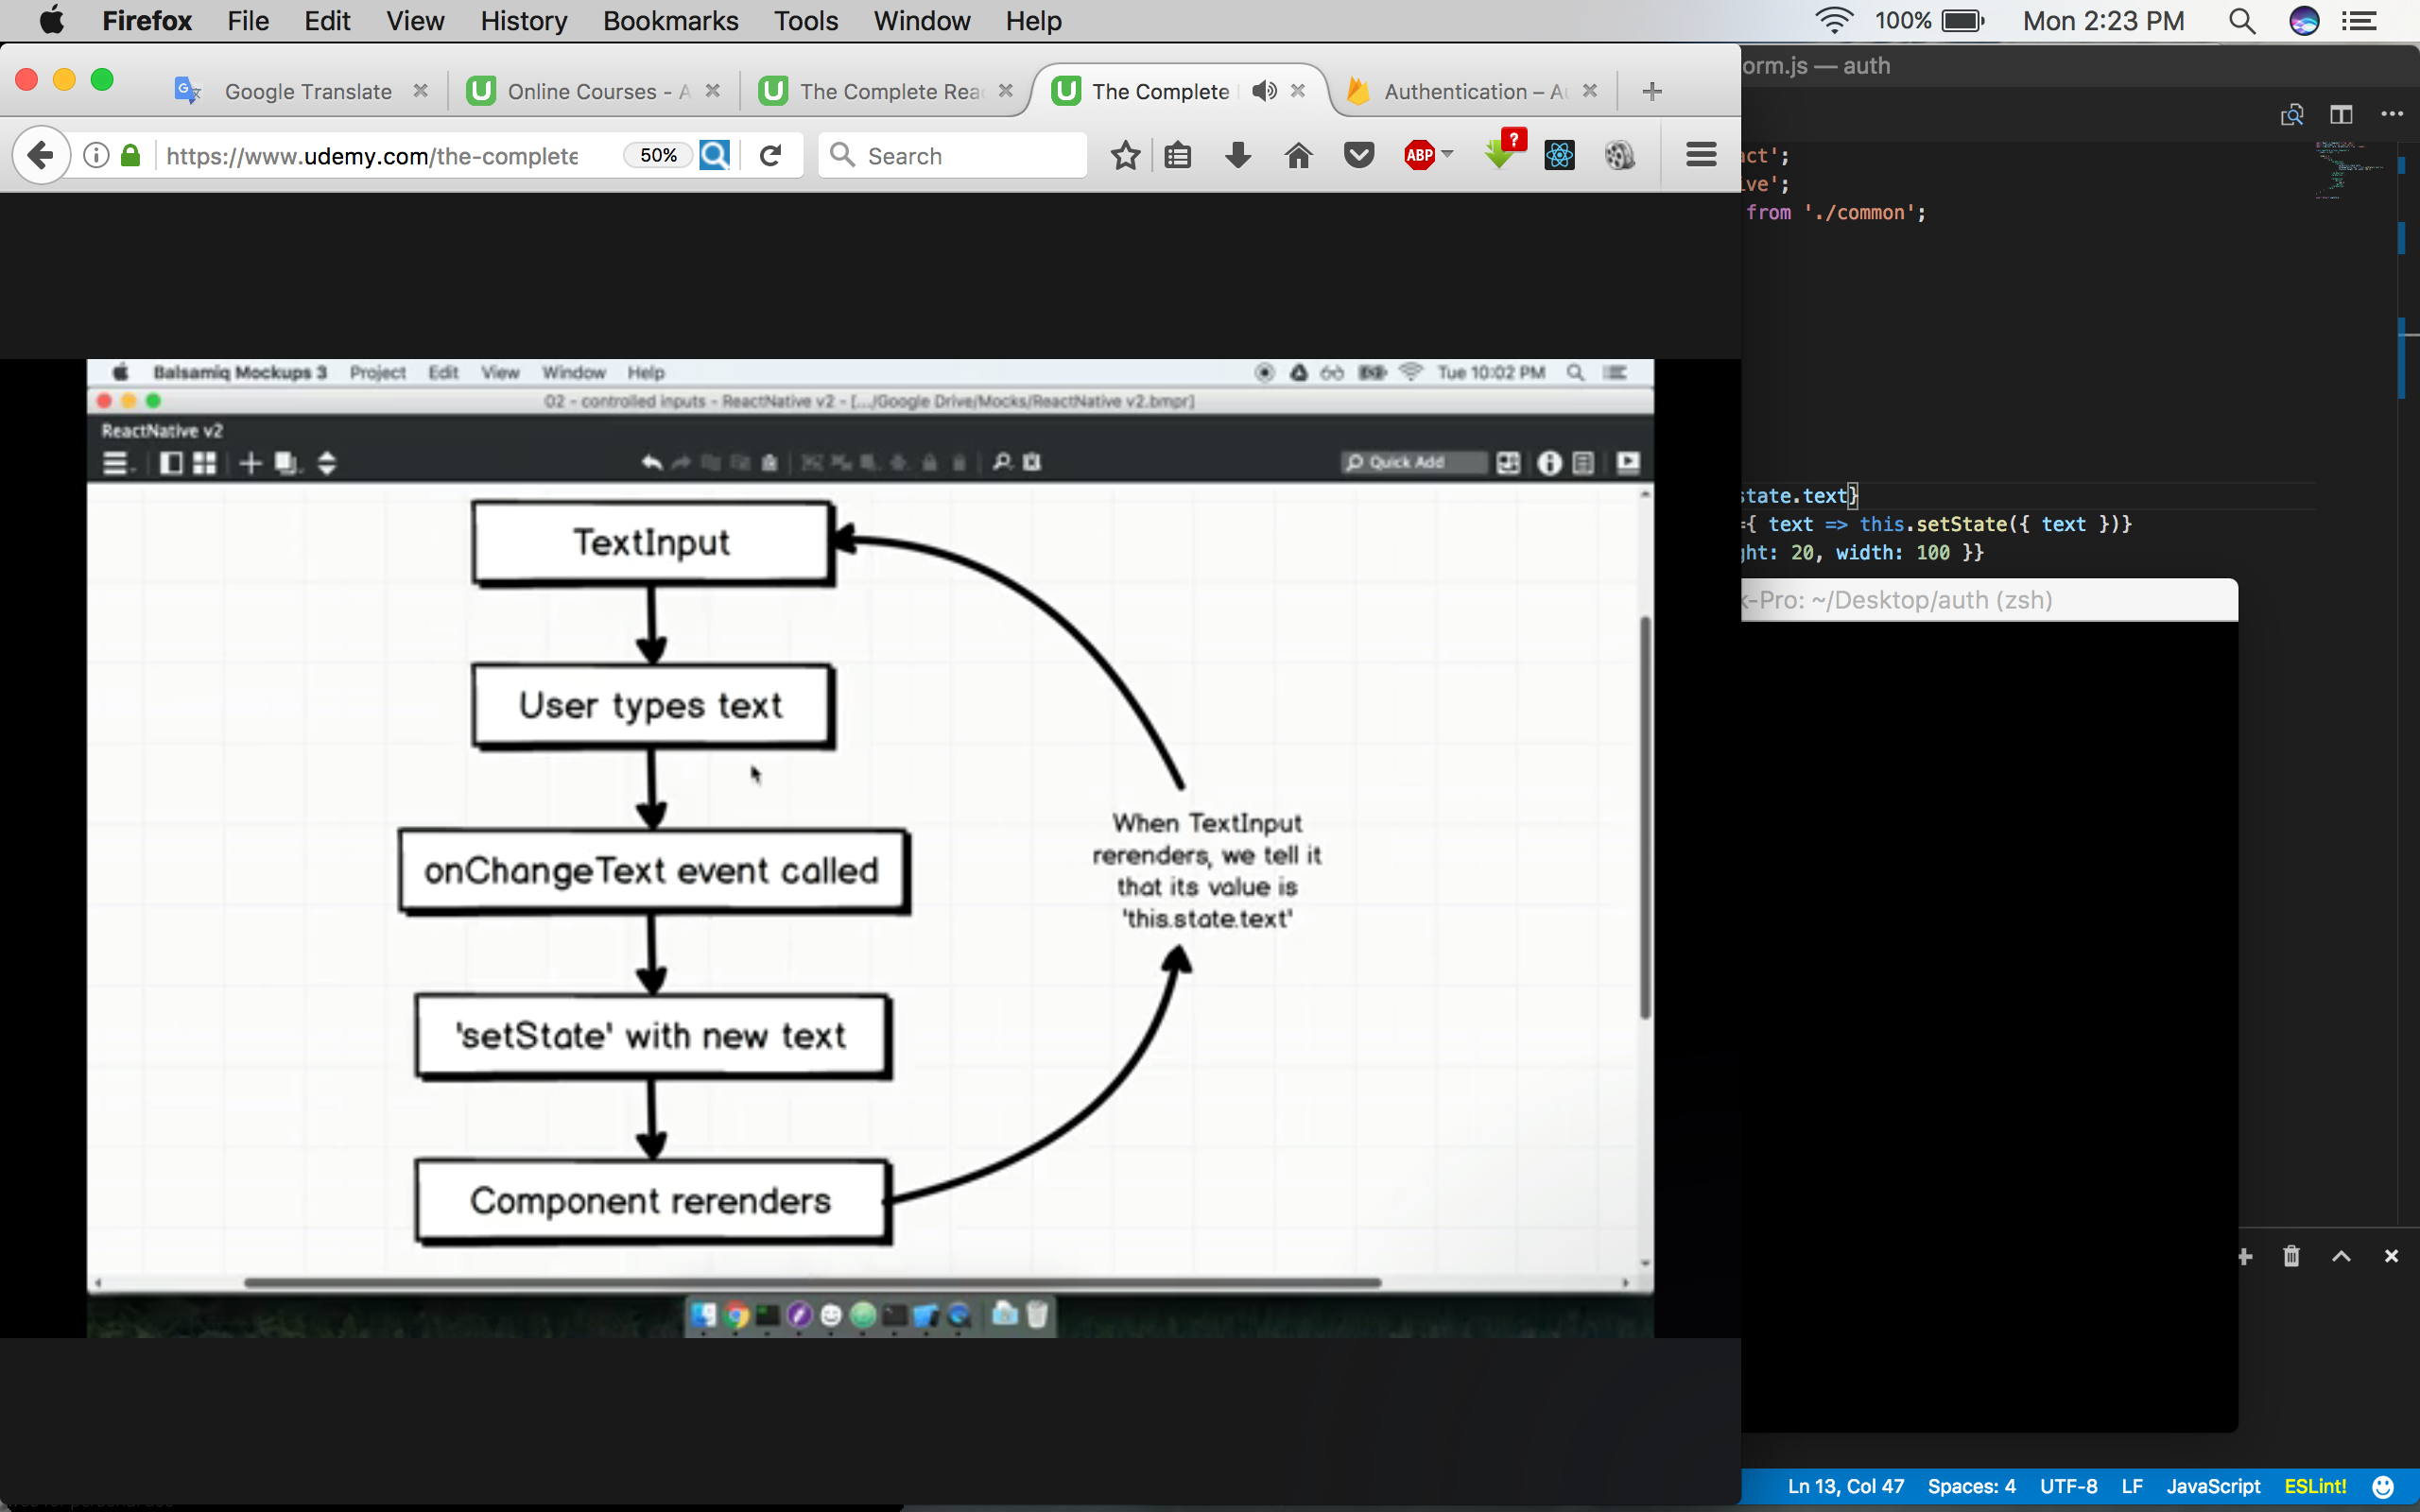 Firefox File Edit View History Bookmarks Tools Window Help 100% Mon 2:23 PM
orm.js — auth
Google Translate Online Courses - A The Complete Rea The Complete Authentication – Au
https://www.udemy.com/the-complete 50% Search ABP ?
act';
ive';
from './common';
Balsamiq Mockups 3 Project Edit View Window Help Tue 10:02 PM
02 - controlled inputs - ReactNative v2 - [.../Google Drive/Mocks/ReactNative v2.bmpr]
ReactNative v2
Quick Add
state.text}
={ text => this.setState({ text })}
ght: 20, width: 100 }}
k-Pro: ~/Desktop/auth (zsh)
TextInput
User types text
onChangeText event called
'setState' with new text
Component rerenders
When TextInput
rerenders, we tell it
that its value is
'this.state.text'
Ln 13, Col 47 Spaces: 4 UTF-8 LF JavaScript ESLint!